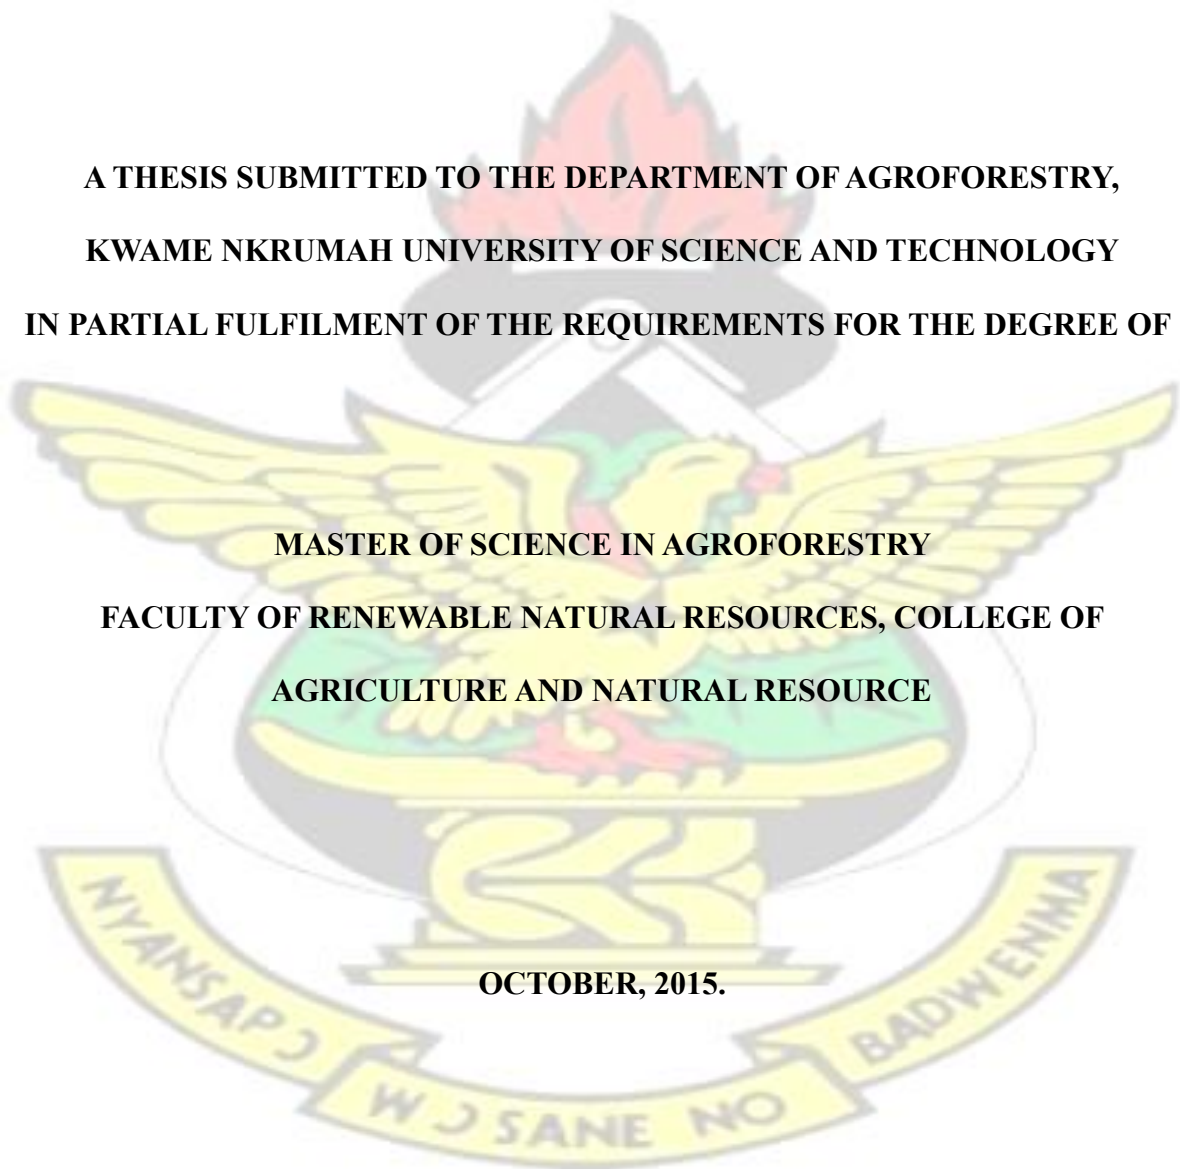 A THESIS SUBMITTED TO THE DEPARTMENT OF AGROFORESTRY,
KWAME NKRUMAH UNIVERSITY OF SCIENCE AND TECHNOLOGY
IN PARTIAL FULFILMENT OF THE REQUIREMENTS FOR THE DEGREE OF
MASTER OF SCIENCE IN AGROFORESTRY
FACULTY OF RENEWABLE NATURAL RESOURCES, COLLEGE OF
AGRICULTURE AND NATURAL RESOURCE
OCTOBER, 2015.
NYANSAPƆ WƆSANE NO BADWENMA